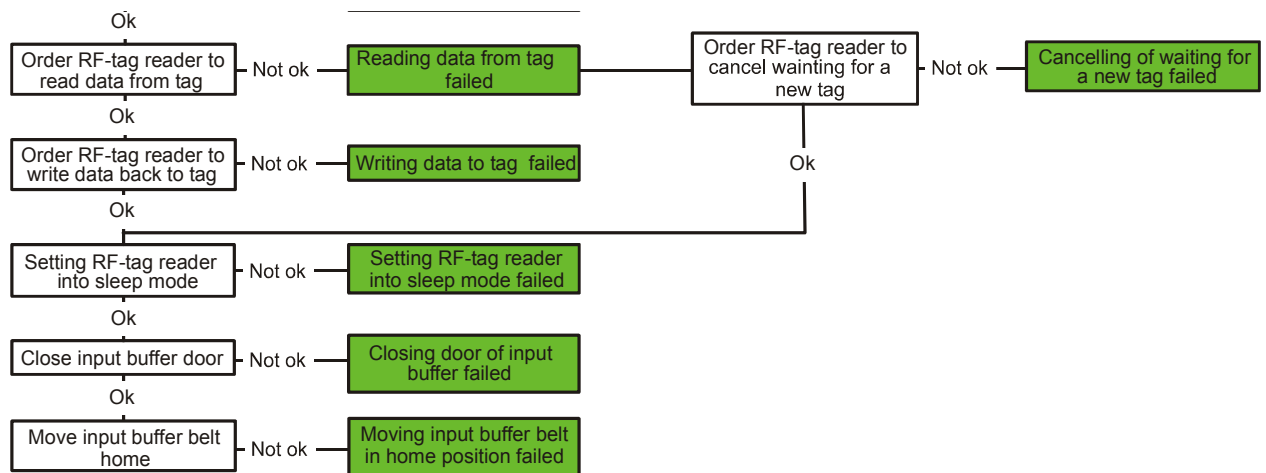 Ok
Order RF-tag reader to
read data from tag
Not ok
Reading data from tag
failed
Order RF-tag reader to
cancel wainting for a
new tag
Not ok
Cancelling of waiting for
a new tag failed
Ok
Order RF-tag reader to
write data back to tag
Not ok
Writing data to tag failed
Ok
Ok
Setting RF-tag reader
into sleep mode
Not ok
Setting RF-tag reader
into sleep mode failed
Ok
Close input buffer door
Not ok
Closing door of input
buffer failed
Ok
Move input buffer belt
home
Not ok
Moving input buffer belt
in home position failed